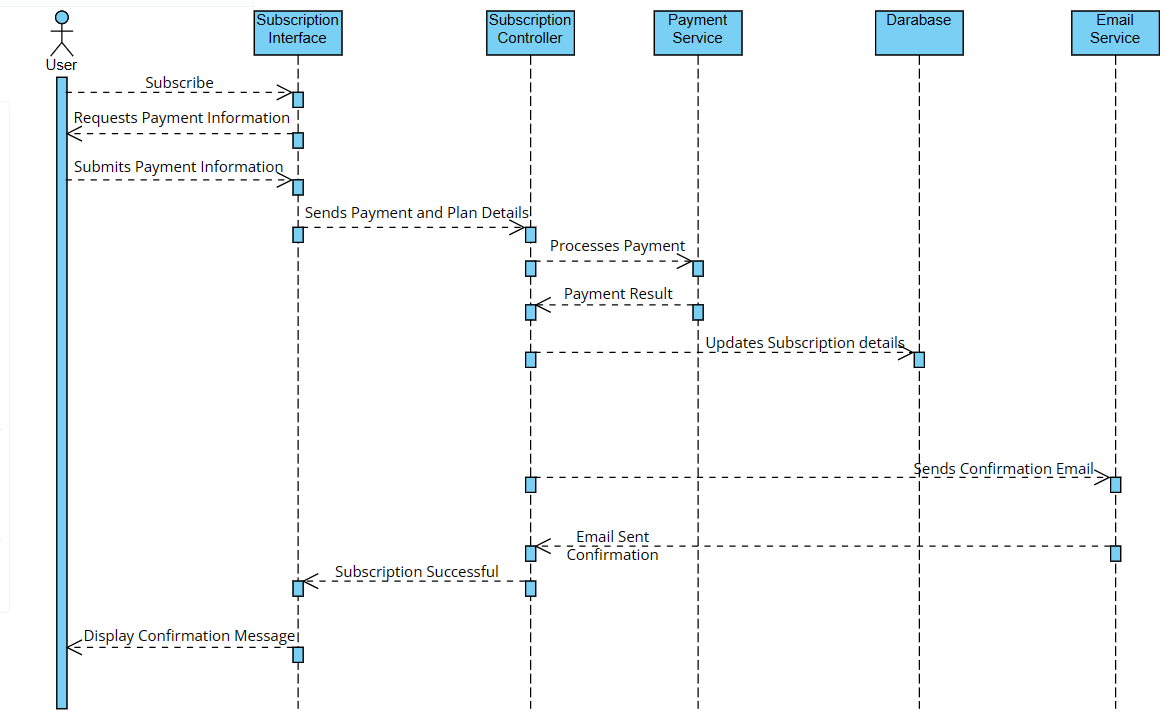 User
Subscription
Interface
Subscription
Controller
Payment
Service
Darabase
Email
Service
Subscribe
Requests Payment Information
Submits Payment Information
Sends Payment and Plan Details
Processes Payment
Payment Result
Updates Subscription details
Sends Confirmation Email
Email Sent
Confirmation
Subscription Successful
Display Confirmation Message